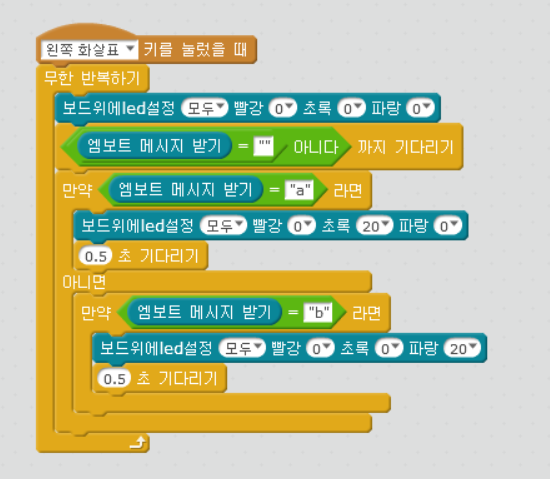 왼쪽 화살표 키를 눌렀을 때
무한 반복하기
보드위에led설정 모두 빨강 0 초록 0 파랑 0
엠보트 메시지 받기 = "" 아니다 까지 기다리기
만약 엠보트 메시지 받기 = "a" 라면
보드위에led설정 모두 빨강 0 초록 20 파랑 0
0.5 초 기다리기
아니면
만약 엠보트 메시지 받기 = "b" 라면
보드위에led설정 모두 빨강 0 초록 0 파랑 20
0.5 초 기다리기